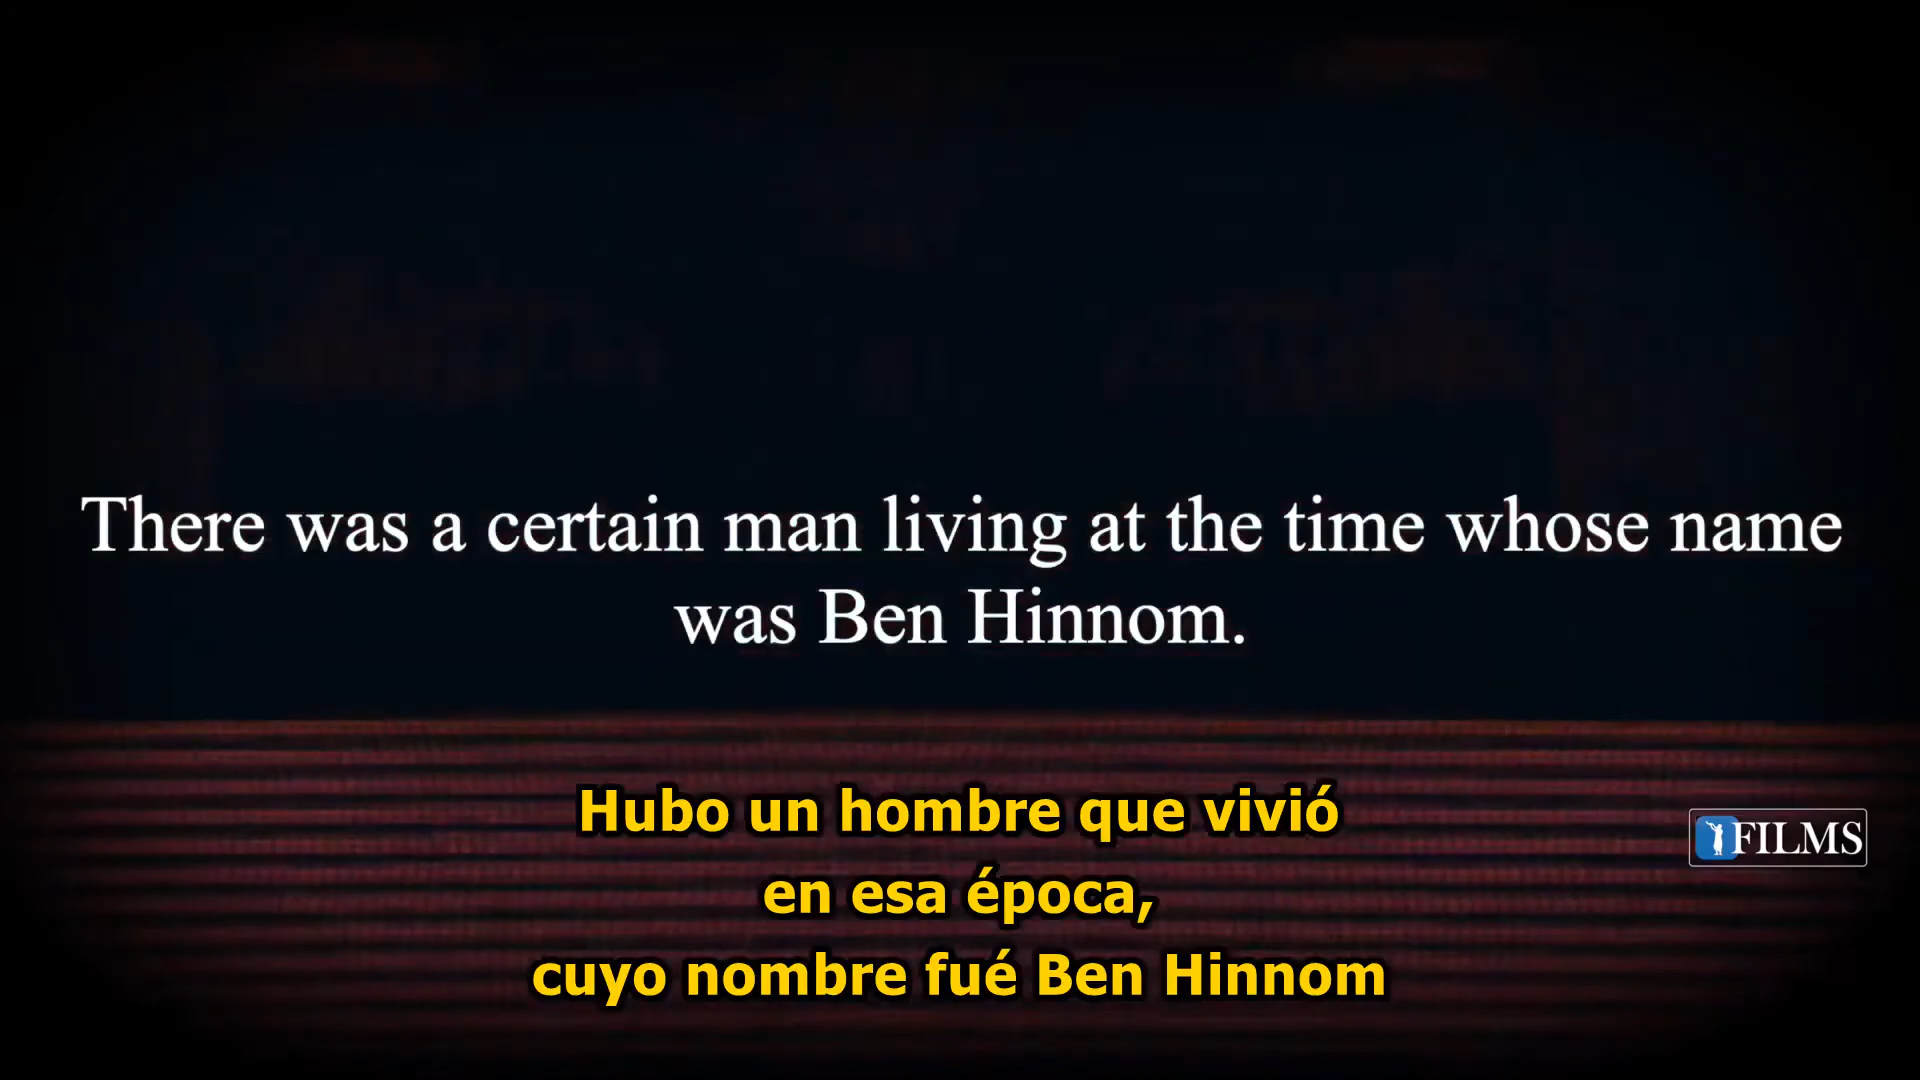 There was a certain man living at the time whose name
was Ben Hinnom.
Hubo un hombre que vivió
FILMS
en esa época,
cuyo nombre fué Ben Hinnom